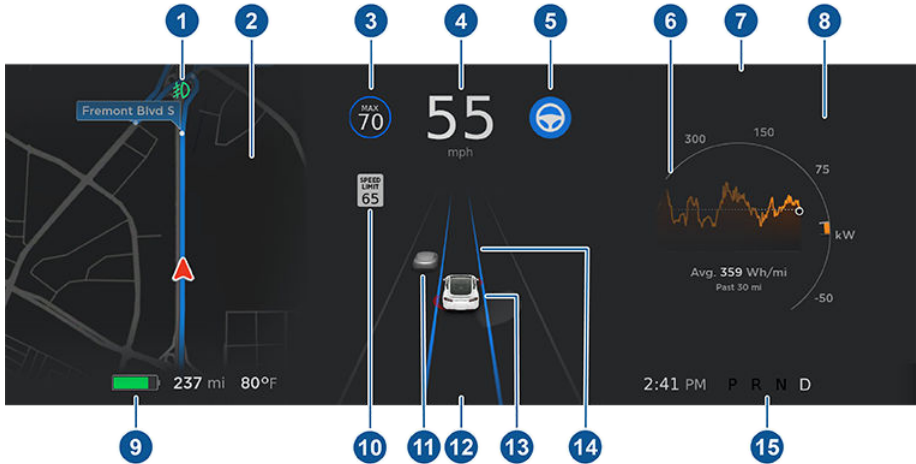 1 2 3 4 5 6 7 8
Fremont Blvd S
MAX
70
55
mph
SPEED
LIMIT
65
300
150
75
kW
-50
Avg. 359 Wh/mi
Past 30 mi
237 mi 80°F
2:41 PM P R N D
9 10 11 12 13 14 15